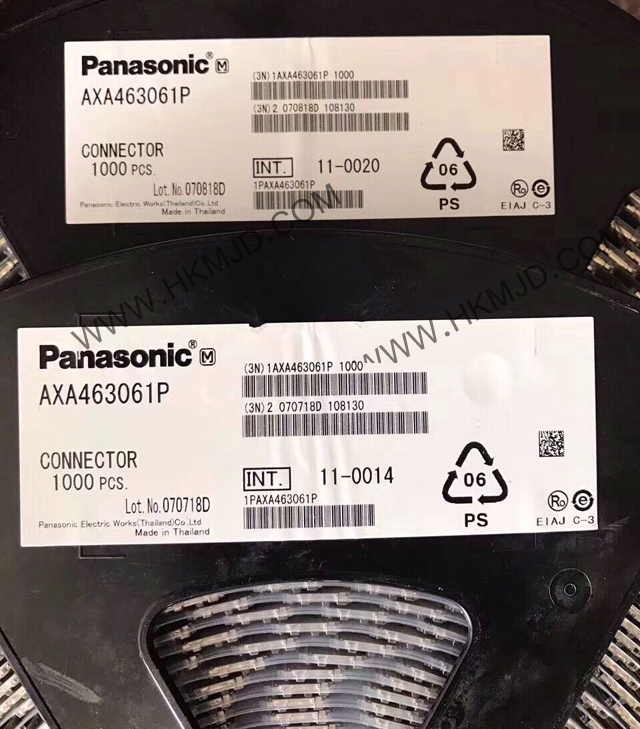 Panasonic® M
AXA463061P
CONNECTOR
1000 PCS.
Lot.No.070818D
Panasonic Electric Works(Thailand)Co.,Ltd
Made in Thailand
(3N)1AXA463061P 1000
(3N)2 070818D 108130
INT. 11-0020
1PAXA463061P
06
PS
Ro e
EIAJ C-3
WWW.HKMJD.COM
WWW.HKMJD.COM
Panasonic® M
AXA463061P
CONNECTOR
1000 PCS.
Lot.No.070718D
Panasonic Electric Works(Thailand)Co.,Ltd
Made in Thailand
(3N)1AXA463061P 1000
(3N)2 070718D 108130
INT. 11-0014
1PAXA463061P
06
PS
Ro e
EIAJ C-3